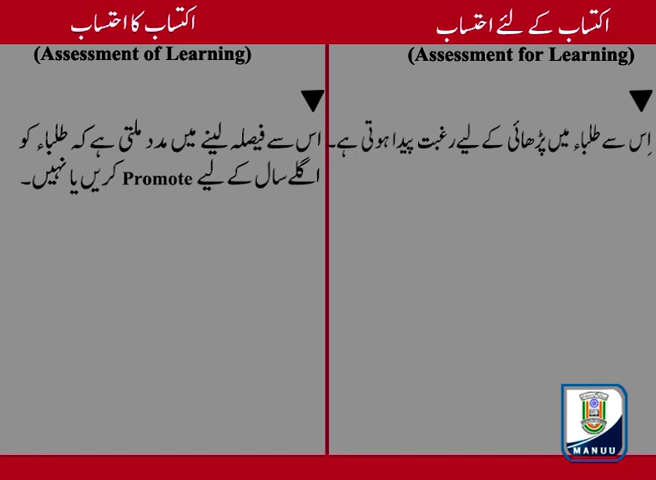 اکتساب کے لئے احتساب
(Assessment for Learning)
اِس سے طلباء میں پڑھائی کے لیے رغبت پیدا ہوتی ہے۔
اکتساب کا احتساب
(Assessment of Learning)
اس سے فیصلہ لینے میں مدد ملتی ہے کہ طلباء کو
اگلے سال کے لیے Promote کریں یا نہیں۔
MANUU